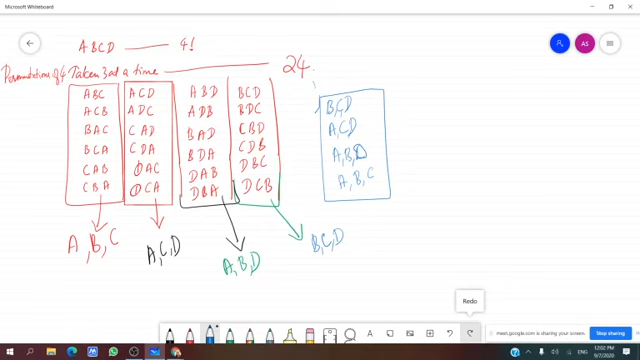 Microsoft Whiteboard
A B C D —— 4!
AS
Permutations of 4 Taken 3 at a time —— 24.
ABC ACD ABD BCD
ACB ADC ADB BDC
BAC CAD BAD CBD
BCA CDA BDA CDB
CAB DAC DAB DBC
CBA DCA DBA DCB
B,C,D
A,C,D
A,B,D
A,B,C
A,B,C A,C,D A,B,D B,C,D
Redo
meet.google.com is sharing your screen.
Stop sharing
Hide
12:02 PM
ENG
9/7/2020